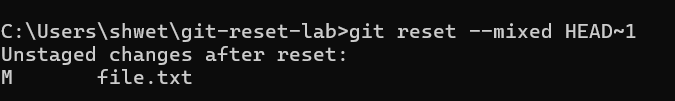 C:\Users\shwet\git-reset-lab>git reset --mixed HEAD~1
Unstaged changes after reset:
M       file.txt